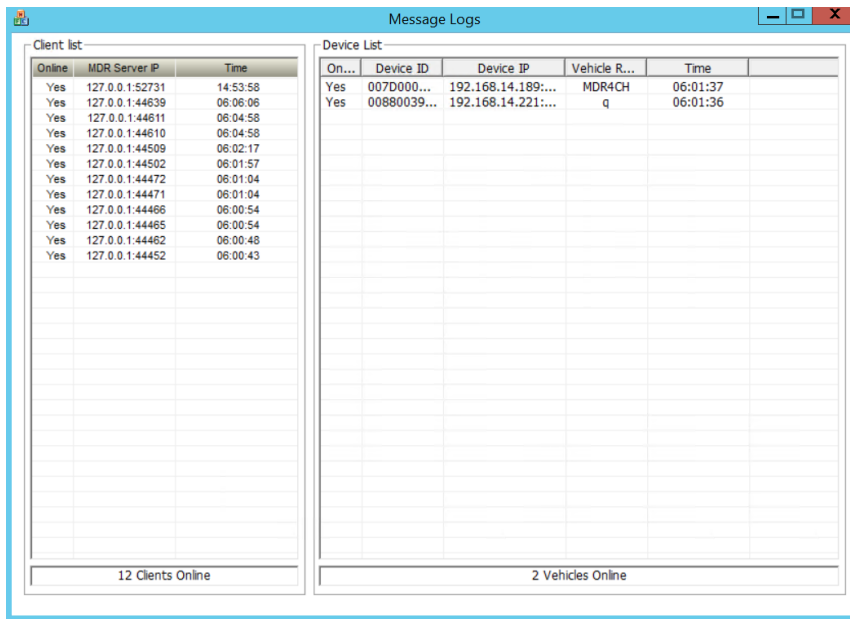 Message Logs
Client list
Online MDR Server IP Time
Yes 127.0.0.1:52731 14:53:58
Yes 127.0.0.1:44639 06:06:06
Yes 127.0.0.1:44611 06:04:58
Yes 127.0.0.1:44610 06:04:58
Yes 127.0.0.1:44509 06:02:17
Yes 127.0.0.1:44502 06:01:57
Yes 127.0.0.1:44472 06:01:04
Yes 127.0.0.1:44471 06:01:04
Yes 127.0.0.1:44466 06:00:54
Yes 127.0.0.1:44465 06:00:54
Yes 127.0.0.1:44462 06:00:48
Yes 127.0.0.1:44452 06:00:43
12 Clients Online
Device List
On... Device ID Device IP Vehicle R... Time
Yes 007D000... 192.168.14.189:... MDR4CH 06:01:37
Yes 00880039... 192.168.14.221:... q 06:01:36
2 Vehicles Online